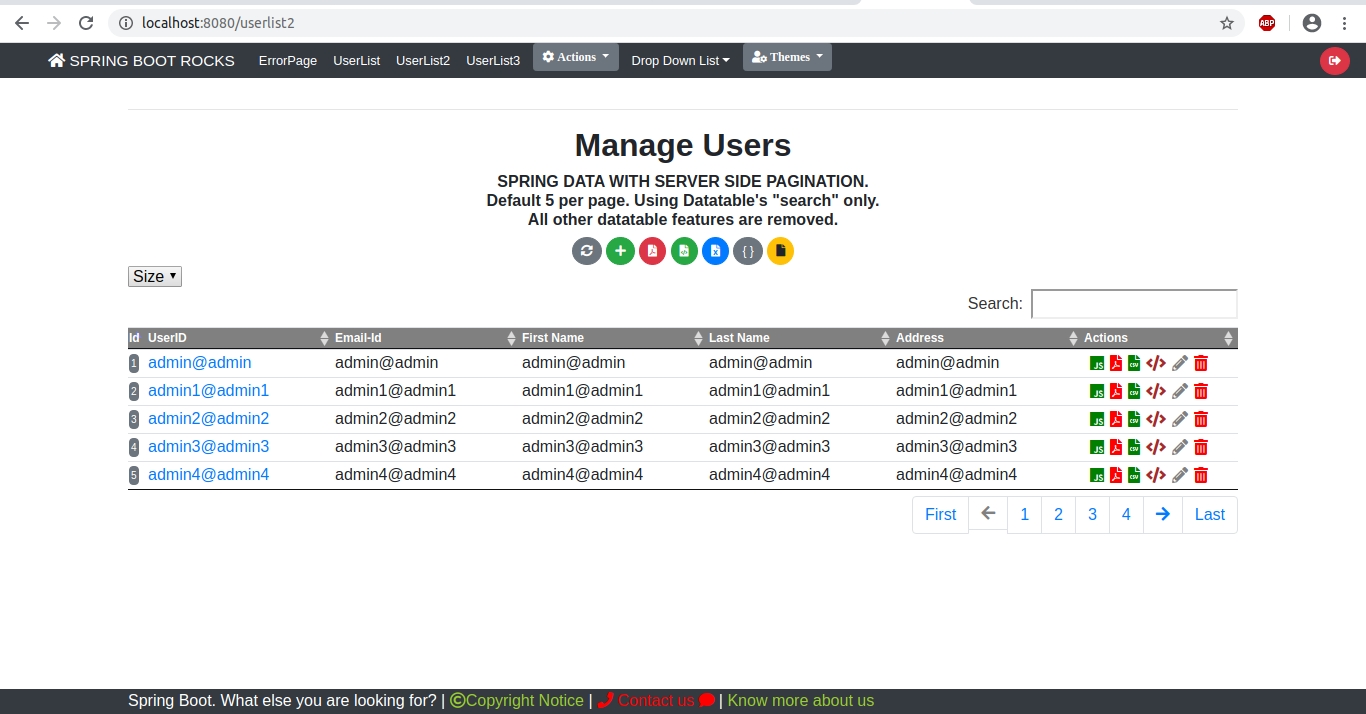 localhost:8080/userlist2
ABP
SPRING BOOT ROCKS ErrorPage UserList UserList2 UserList3 Actions Drop Down List Themes
Manage Users
SPRING DATA WITH SERVER SIDE PAGINATION.
Default 5 per page. Using Datatable's "search" only.
All other datatable features are removed.
{ }
Size
Search:
Id UserID Email-Id First Name Last Name Address Actions
1 admin@admin admin@admin admin@admin admin@admin admin@admin JS CSV
2 admin1@admin1 admin1@admin1 admin1@admin1 admin1@admin1 admin1@admin1 JS CSV
3 admin2@admin2 admin2@admin2 admin2@admin2 admin2@admin2 admin2@admin2 JS CSV
4 admin3@admin3 admin3@admin3 admin3@admin3 admin3@admin3 admin3@admin3 JS CSV
5 admin4@admin4 admin4@admin4 admin4@admin4 admin4@admin4 admin4@admin4 JS CSV
First 1 2 3 4 Last
Spring Boot. What else you are looking for? | ©Copyright Notice | Contact us | Know more about us